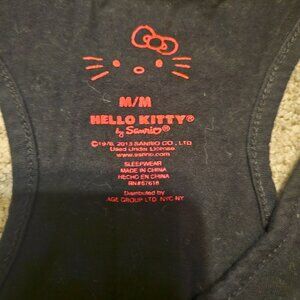 M/M
HELLO KITTY®
by Sanrio®
©1976, 2013 SANRIO CO., LTD.
Used Under License
www.sanrio.com
SLEEPWEAR
MADE IN CHINA
HECHO EN CHINA
RN#57616
Distributed by
AGE GROUP LTD. NYC NY